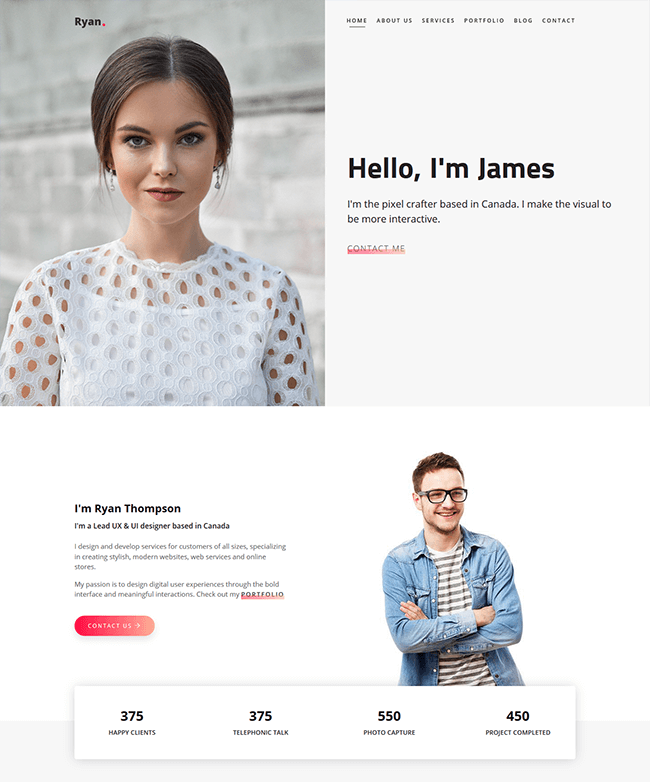 Ryan.
HOME ABOUT US SERVICES PORTFOLIO BLOG CONTACT
Hello, I'm James
I'm the pixel crafter based in Canada. I make the visual to
be more interactive.
CONTACT ME
I'm Ryan Thompson
I'm a Lead UX & UI designer based in Canada
I design and develop services for customers of all sizes, specializing
in creating stylish, modern websites, web services and online
stores.
My passion is to design digital user experiences through the bold
interface and meaningful interactions. Check out my PORTFOLIO
CONTACT US →
375 375 550 450
HAPPY CLIENTS TELEPHONIC TALK PHOTO CAPTURE PROJECT COMPLETED